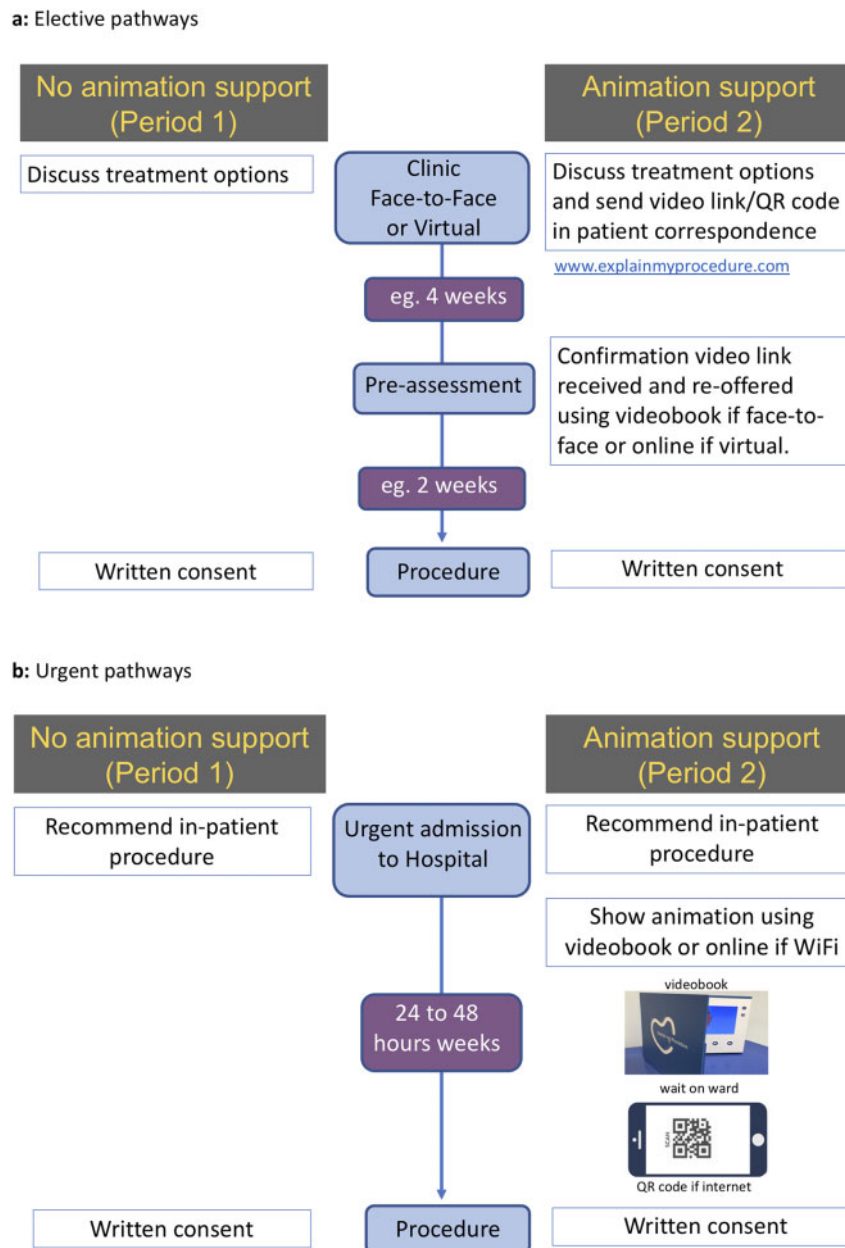 a: Elective pathways
No animation support
(Period 1)
Animation support
(Period 2)
Discuss treatment options
Clinic
Face-to-Face
or Virtual
Discuss treatment options
and send video link/QR code
in patient correspondence
www.explainmyprocedure.com
eg. 4 weeks
Pre-assessment
Confirmation video link
received and re-offered
using videobook if face-to-
face or online if virtual.
eg. 2 weeks
Written consent
Procedure
Written consent
b: Urgent pathways
No animation support
(Period 1)
Animation support
(Period 2)
Recommend in-patient
procedure
Urgent admission
to Hospital
Recommend in-patient
procedure
Show animation using
videobook or online if WiFi
videobook
24 to 48
hours weeks
wait on ward
SCAN
QR code if internet
Written consent
Procedure
Written consent